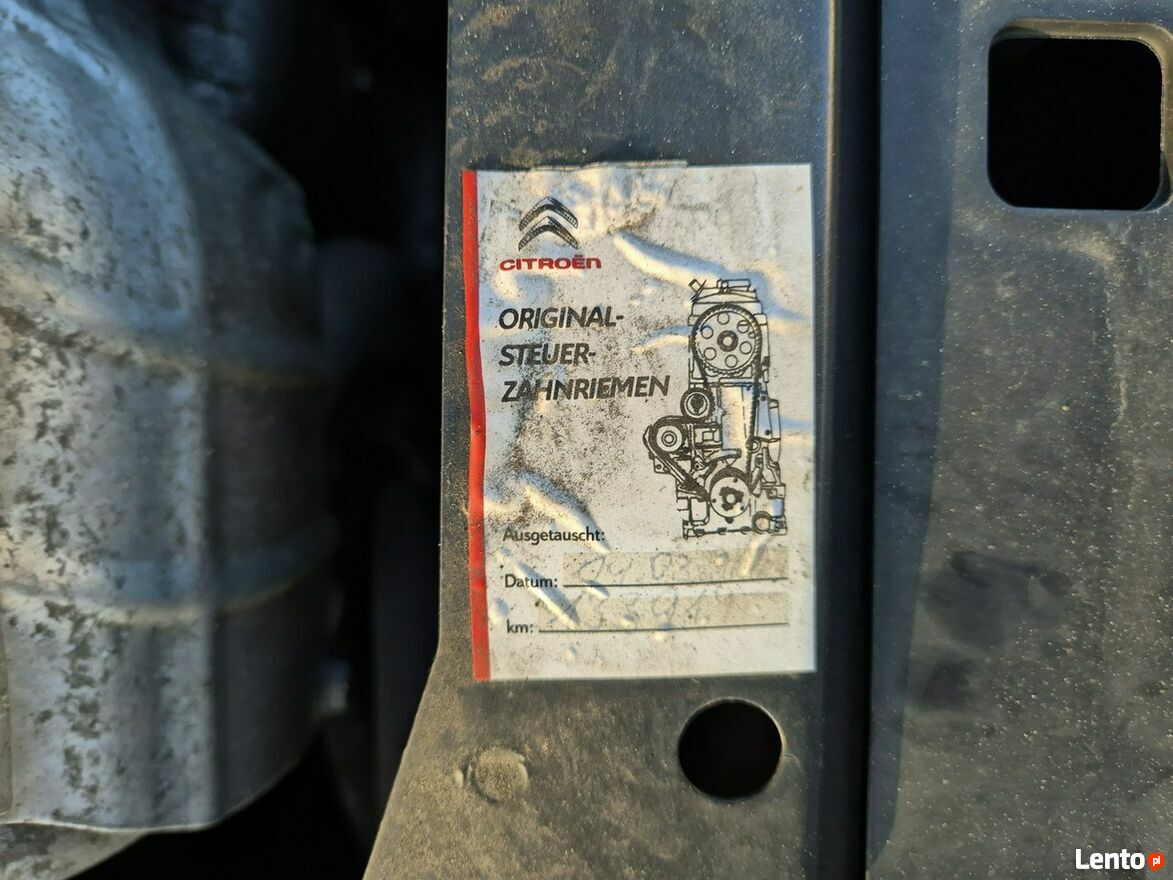 CITROËN
ORIGINAL-
STEUER-
ZAHNRIEMEN
Ausgetauscht:
Datum:
km:
Lento.pl